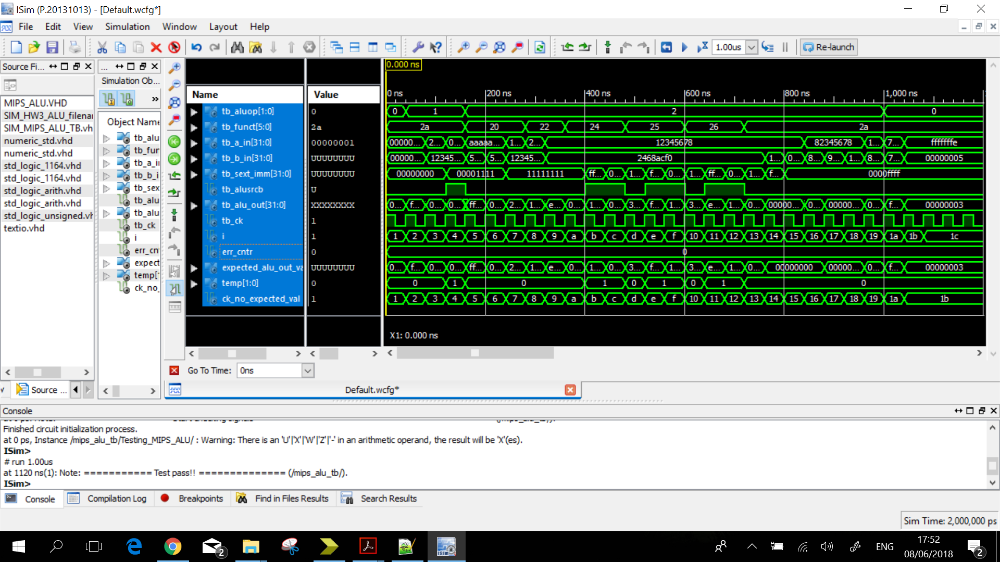 ISim (P.20131013) - [Default.wcfg*]
File Edit View Simulation Window Layout Help
1.00us
Re-launch
Source Fi...
...
Simulation Ob...
MIPS_ALU.VHD
SIM_HW3_ALU_filenar
SIM_MIPS_ALU_TB.vh
numeric_std.vhd
numeric_std.vhd
std_logic_1164.vhd
std_logic_1164.vhd
std_logic_arith.vhd
std_logic_arith.vhd
std_logic_unsigned.vh
textio.vhd
Source ...
Object Name
tb_alu
tb_fur
tb_a_i
tb_b_i
tb_sex
tb_alu
tb_alu
tb_ck
i
err_cn
expect
temp[
ck_no_
Name Value
0.000 ns
0 ns 200 ns 400 ns 600 ns 800 ns 1,000 ns
tb_aluop[1:0] 0 0 1 2 0
tb_funct[5:0] 2a 2a 20 22 24 25 26 2a
tb_a_in[31:0] 00000001 00000... 2... 0... aaaaa... 1... 2... 12345678 82345678 1... 7... fffffffe
tb_b_in[31:0] UUUUUUUU 00000... 12345... 5... 5... 12345... 2468acf0 1... 0... 8... 9... 1... 8... 7... 00000005
tb_sext_imm[31:0] UUUUUUUU 00000000 00001111 11111111 ff... 0... 1... f... 0... 1... ff... 0... 1... f... 0000ffff
tb_alusrcb U
tb_alu_out[31:0] XXXXXXXX 0... f... 0... 0... ff... 0... 2... 1... e... 0... 1... 0... 3... f... 1... 3... e... 1... 0... 00000... 0... 00000... 0... f... 00000003
tb_ck 1
i 1 1 2 3 4 5 6 7 8 9 a b c d e f 10 11 12 13 14 15 16 17 18 19 1a 1b 1c
err_cntr 0 0
expected_alu_out_va UUUUUUUU 0... f... 0... 0... ff... 0... 2... 1... e... 0... 1... 0... 3... f... 1... 3... e... 1... 0... 00000000 00000... 0... f... 00000003
temp[1:0] 0 0 1 0 1 0 1 0 1 0
ck_no_expected_val 1 1 2 3 4 5 6 7 8 9 a b c d e f 10 11 12 13 14 15 16 17 18 19 1a 1b
X1: 0.000 ns
Go To Time: 0ns
Default.wcfg*
Console
Finished circuit initialization process.
at 0 ps, Instance /mips_alu_tb/Testing_MIPS_ALU/ : Warning: There is an 'U'|'X'|'W'|'Z'|'-' in an arithmetic operand, the result will be 'X'(es).
ISim>
# run 1.00us
at 1120 ns(1): Note: =========== Test pass!! ============== (/mips_alu_tb/).
ISim>
Console Compilation Log Breakpoints Find in Files Results Search Results
Sim Time: 2,000,000 ps
2
ISim
ENG
17:52
08/06/2018
2